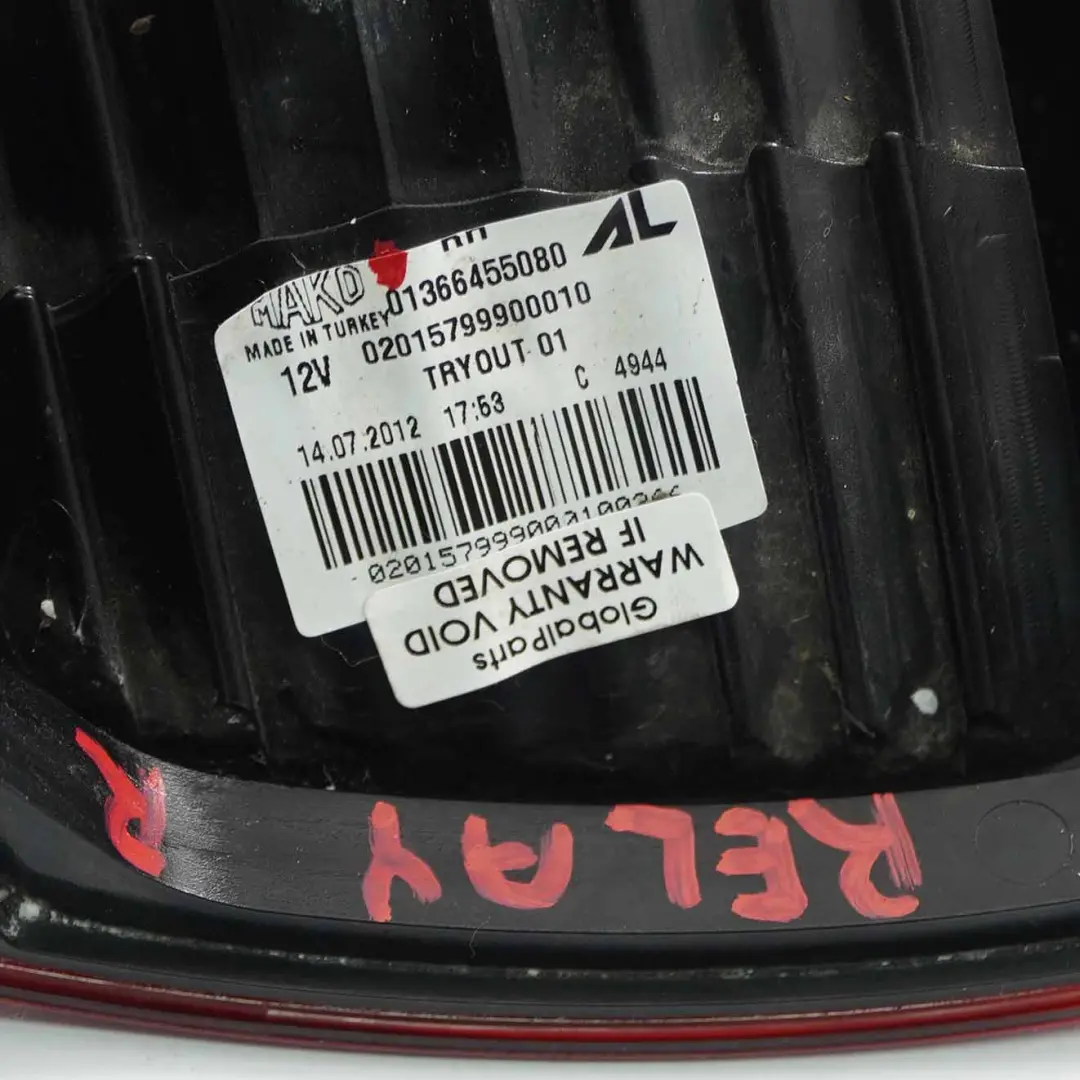 RH
AL
MAKO
01366455080
MADE IN TURKEY
12V 02015799900010
TRYOUT 01
14.07.2012 17:53 C 4944
GlobalParts
WARRANTY VOID
IF REMOVED
RELAY R